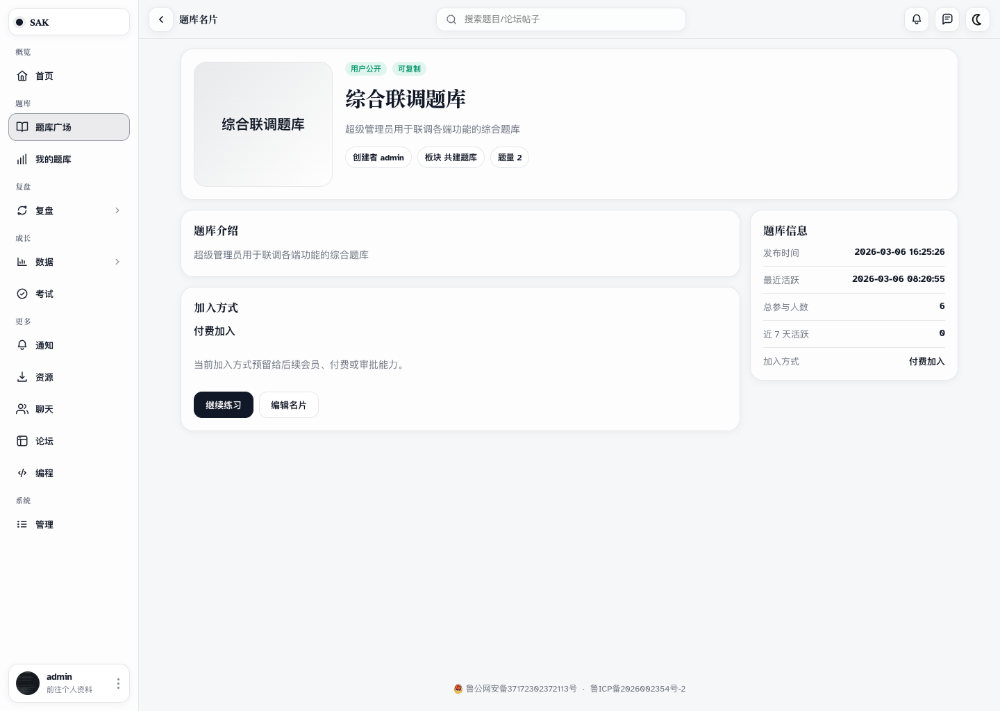 SAK
概览
首页
题库
题库广场
我的题库
复盘
复盘
成长
数据
考试
更多
通知
资源
聊天
论坛
编程
系统
管理
admin
前往个人资料
题库名片
搜索题目/论坛帖子
综合联调题库
用户公开 可复制
综合联调题库
超级管理员用于联调各端功能的综合题库
创建者 admin 板块 共建题库 题量 2
题库介绍
超级管理员用于联调各端功能的综合题库
加入方式
付费加入
当前加入方式预留给后续会员、付费或审批能力。
继续练习 编辑名片
题库信息
发布时间 2026-03-06 16:25:26
最近活跃 2026-03-06 08:20:55
总参与人数 6
近 7 天活跃 0
加入方式 付费加入
鲁公网安备37172302372113号 · 鲁ICP备2026002354号-2